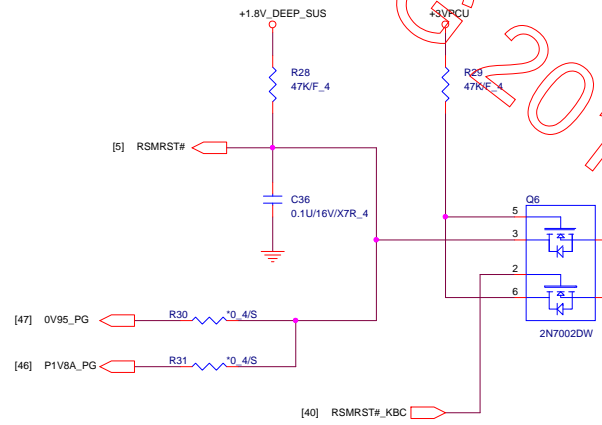 +1.8V_DEEP_SUS
+3VPCU
R28
47K/F_4
R29
47K/F_4
[5] RSMRST#
C36
0.1U/16V/X7R_4
Q6
5
3
2
6
2N7002DW
[47] 0V95_PG
R30
*0_4/S
[46] P1V8A_PG
R31
*0_4/S
[40] RSMRST#_KBC